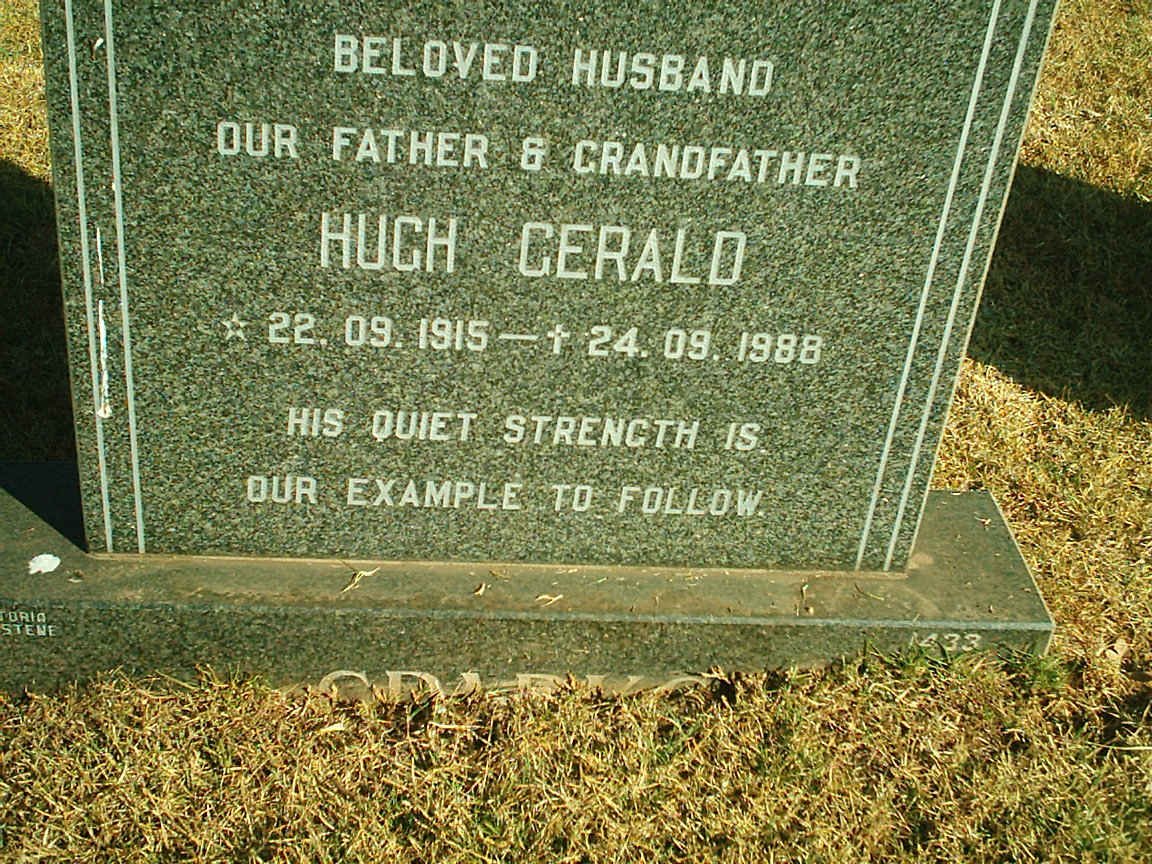 BELOVED HUSBAND
OUR FATHER & GRANDFATHER
HUGH GERALD
☆ 22. 09. 1915 — † 24. 09. 1988
HIS QUIET STRENGTH IS
OUR EXAMPLE TO FOLLOW.
1433